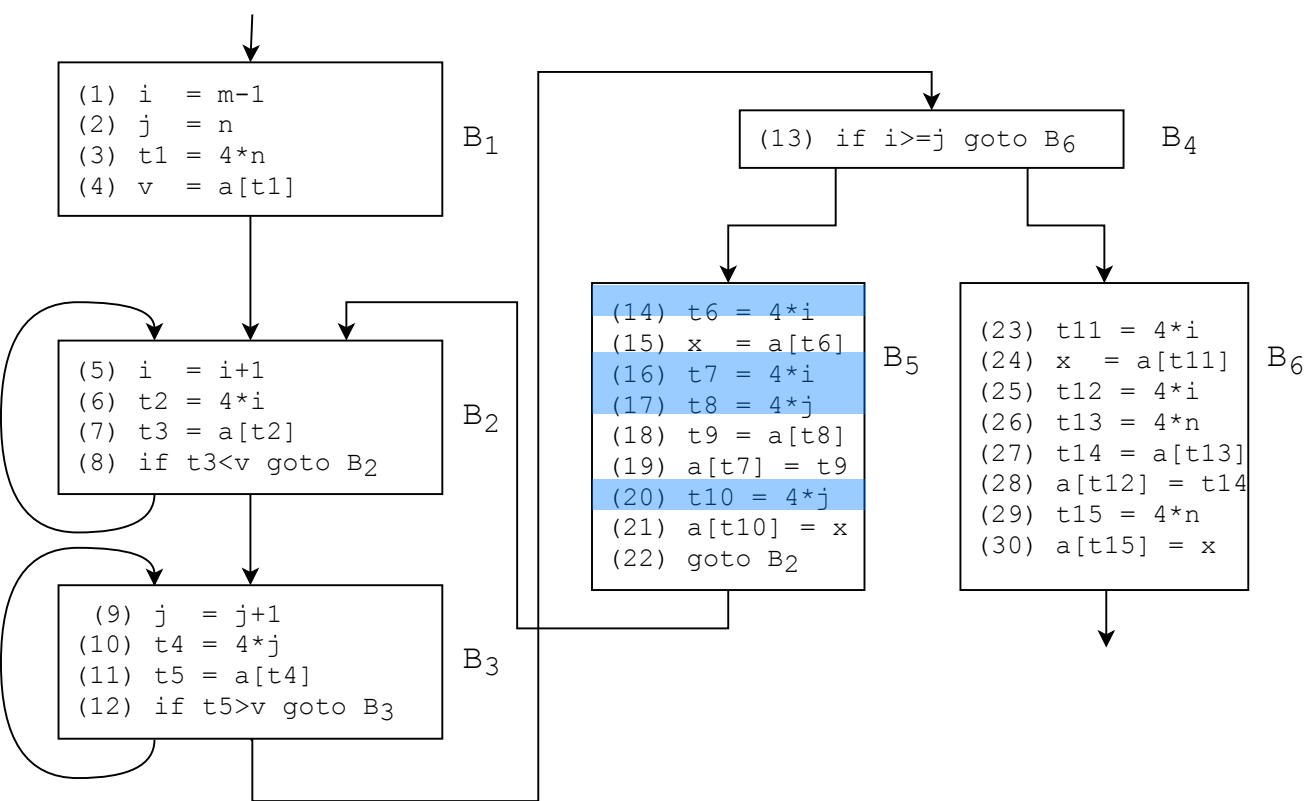 (1) i = m-1
(2) j = n
(3) t1 = 4*n
(4) v = a[t1]
B1
(5) i = i+1
(6) t2 = 4*i
(7) t3 = a[t2]
(8) if t3<v goto B2
B2
(9) j = j+1
(10) t4 = 4*j
(11) t5 = a[t4]
(12) if t5>v goto B3
B3
(13) if i>=j goto B6
B4
(14) t6 = 4*i
(15) x = a[t6]
(16) t7 = 4*i
(17) t8 = 4*j
(18) t9 = a[t8]
(19) a[t7] = t9
(20) t10 = 4*j
(21) a[t10] = x
(22) goto B2
B5
(23) t11 = 4*i
(24) x = a[t11]
(25) t12 = 4*i
(26) t13 = 4*n
(27) t14 = a[t13]
(28) a[t12] = t14
(29) t15 = 4*n
(30) a[t15] = x
B6